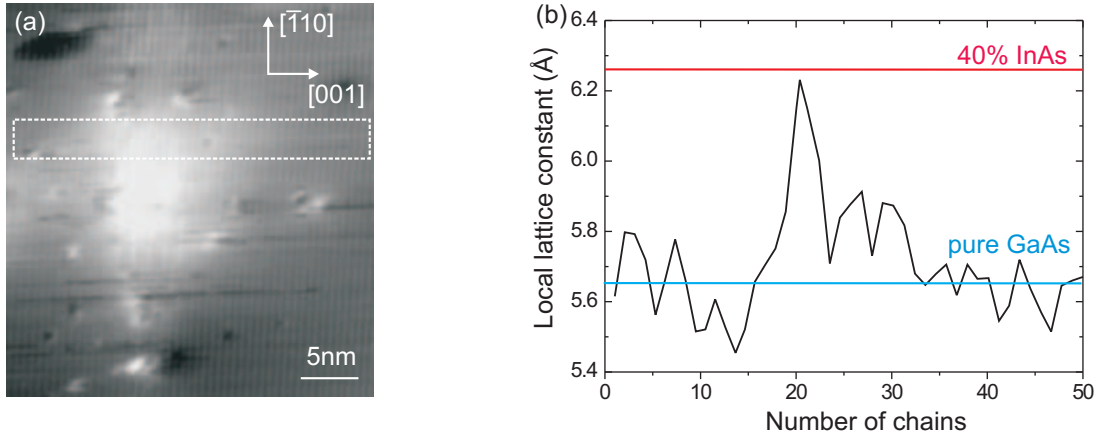 (a)
[1̅10]
[001]
5nm
(b)
Local lattice constant (Å)
6.4
6.2
6.0
5.8
5.6
5.4
40% InAs
pure GaAs
0
10
20
30
40
50
Number of chains